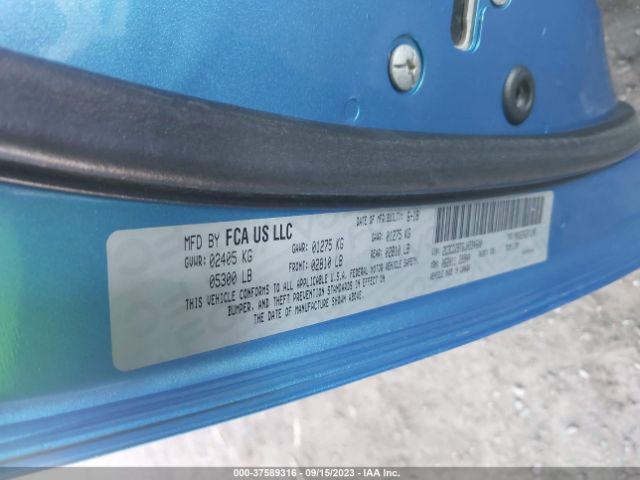 MFD BY FCA US LLC
DATE OF MFR/BUILT: 6-18
GVWR: 02405 KG
GAWR: 01275 KG
GAWR: 01275 KG
05300 LB
FRONT: 02810 LB
REAR: 02810 LB
THIS VEHICLE CONFORMS TO ALL APPLICABLE U.S.A. FEDERAL MOTOR VEHICLE SAFETY,
BUMPER, AND THEFT PREVENTION STANDARDS IN EFFECT ON
THE DATE OF MANUFACTURE SHOWN ABOVE.
MADE IN CANADA
000-37589316 - 09/15/2023 - IAA Inc.